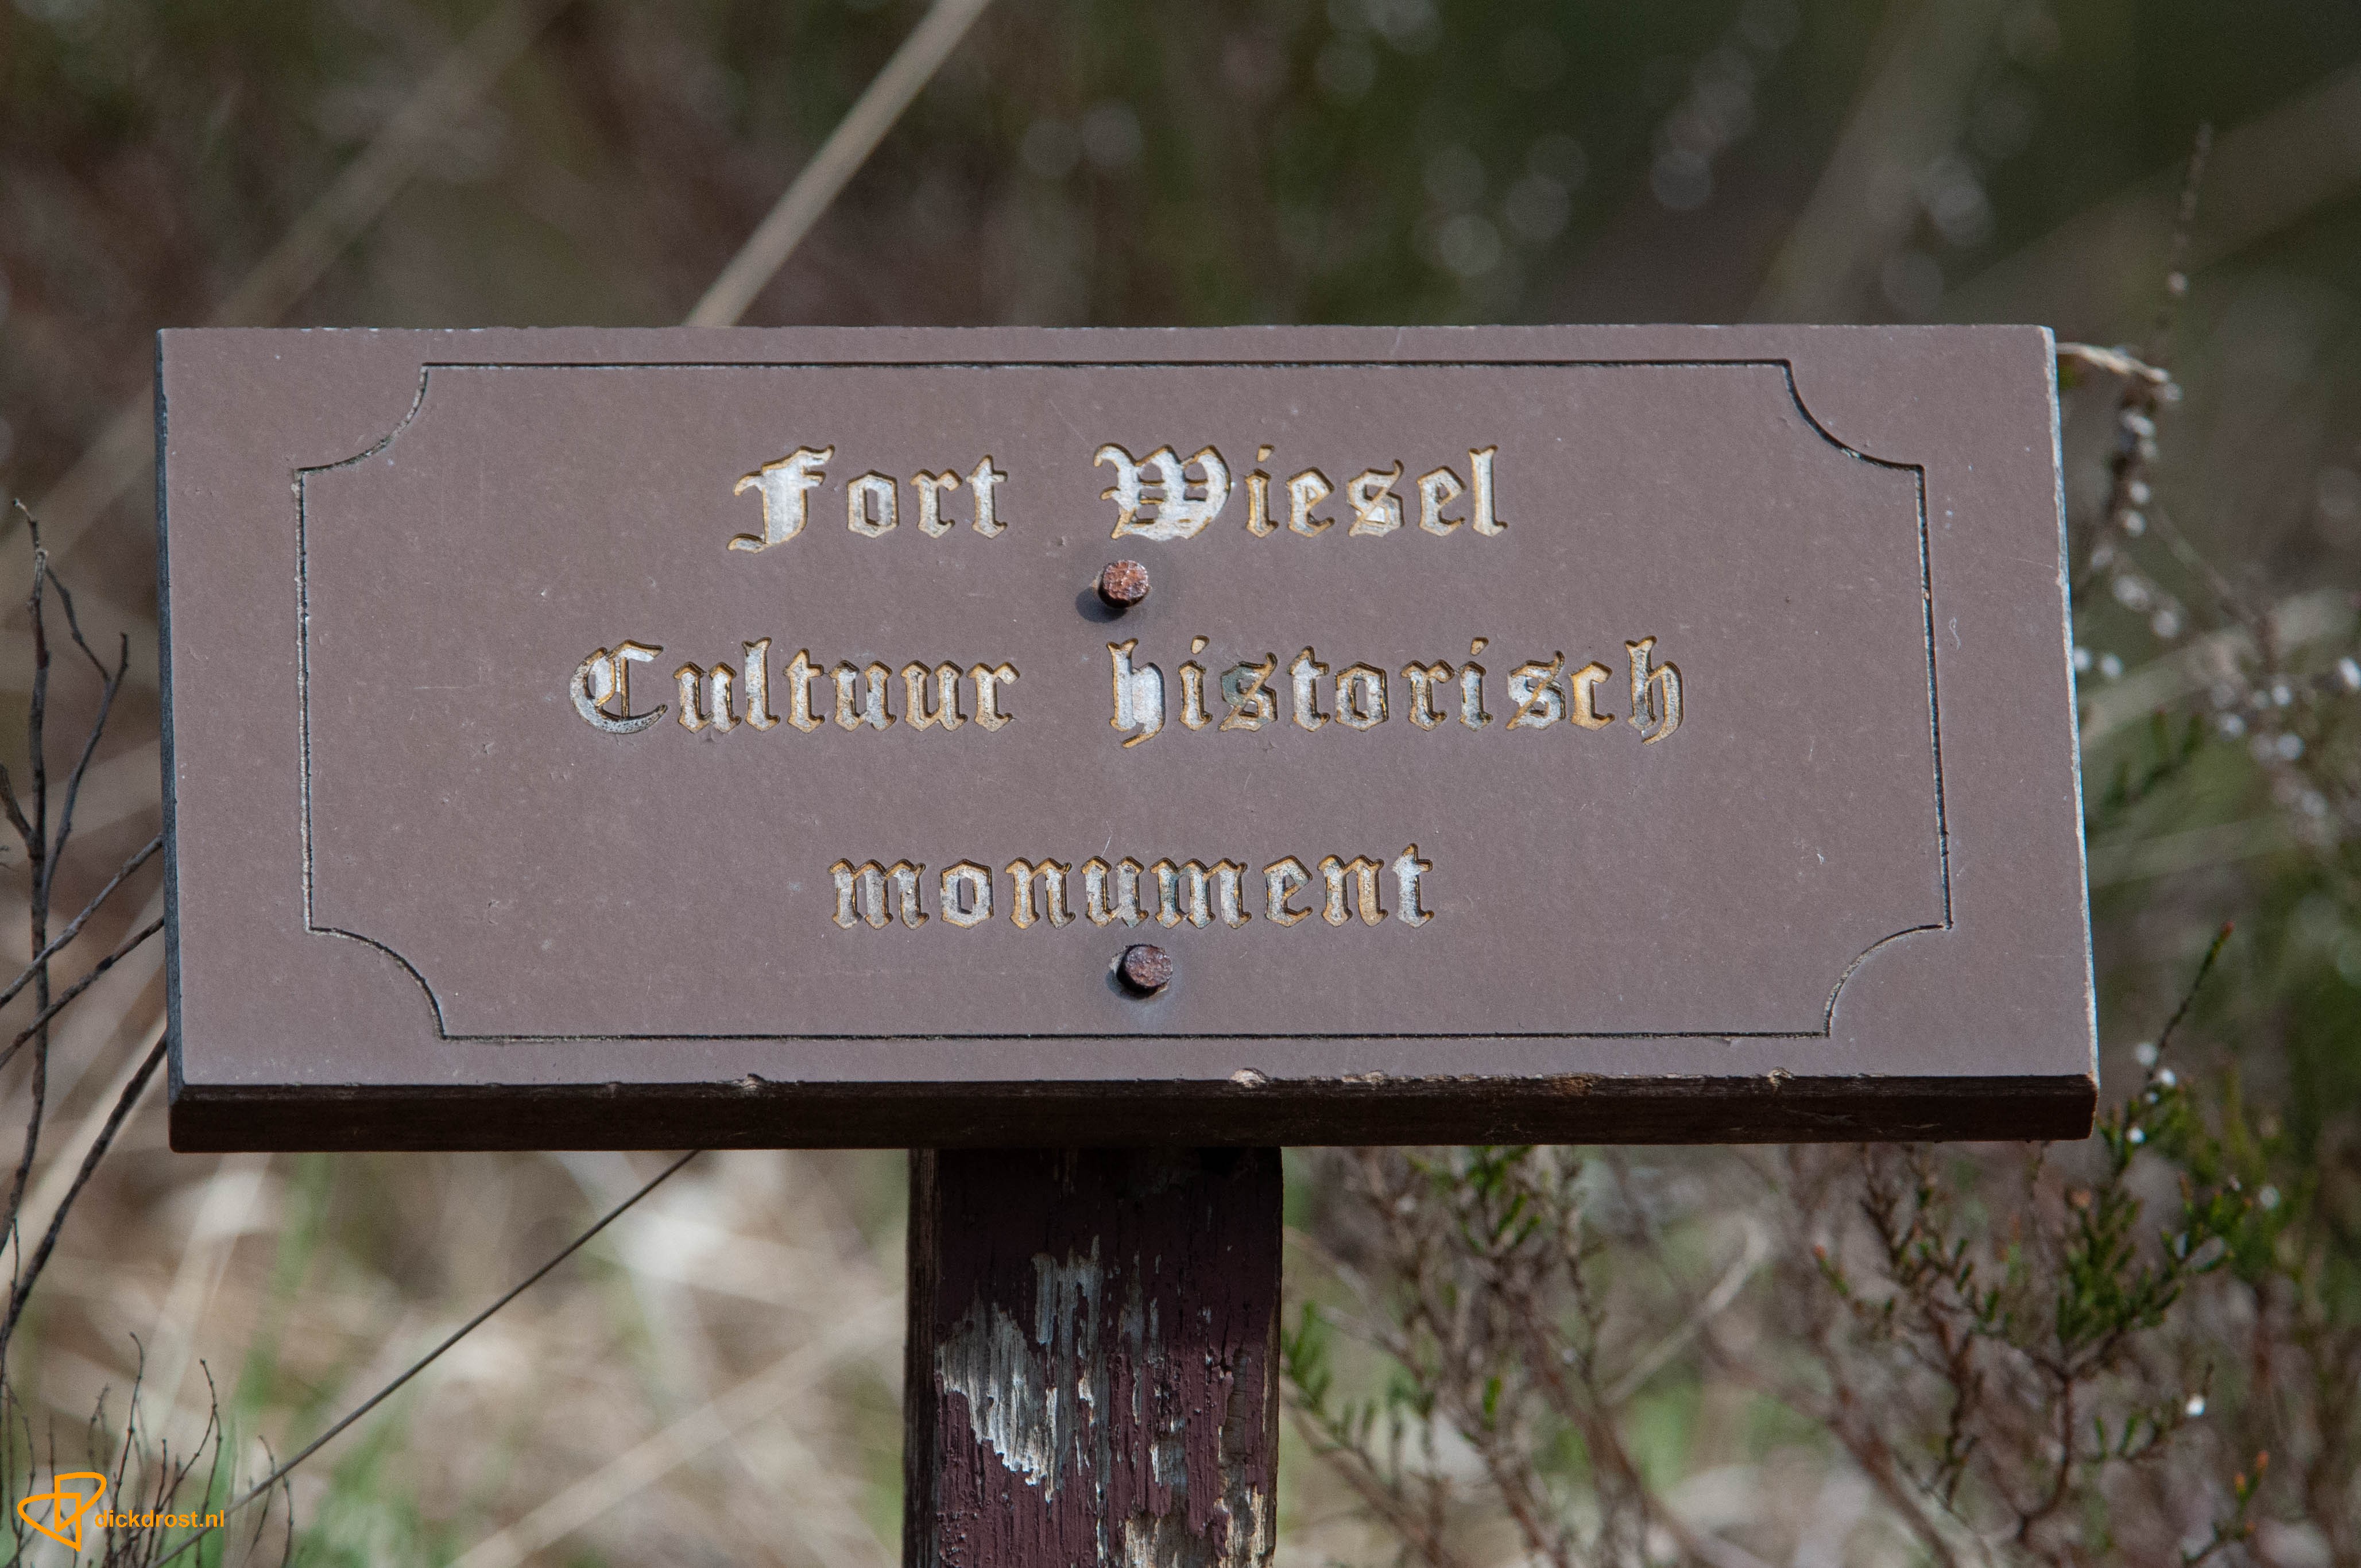 Fort Wiesel
Cultuur historisch
monument
dickdrost.nl